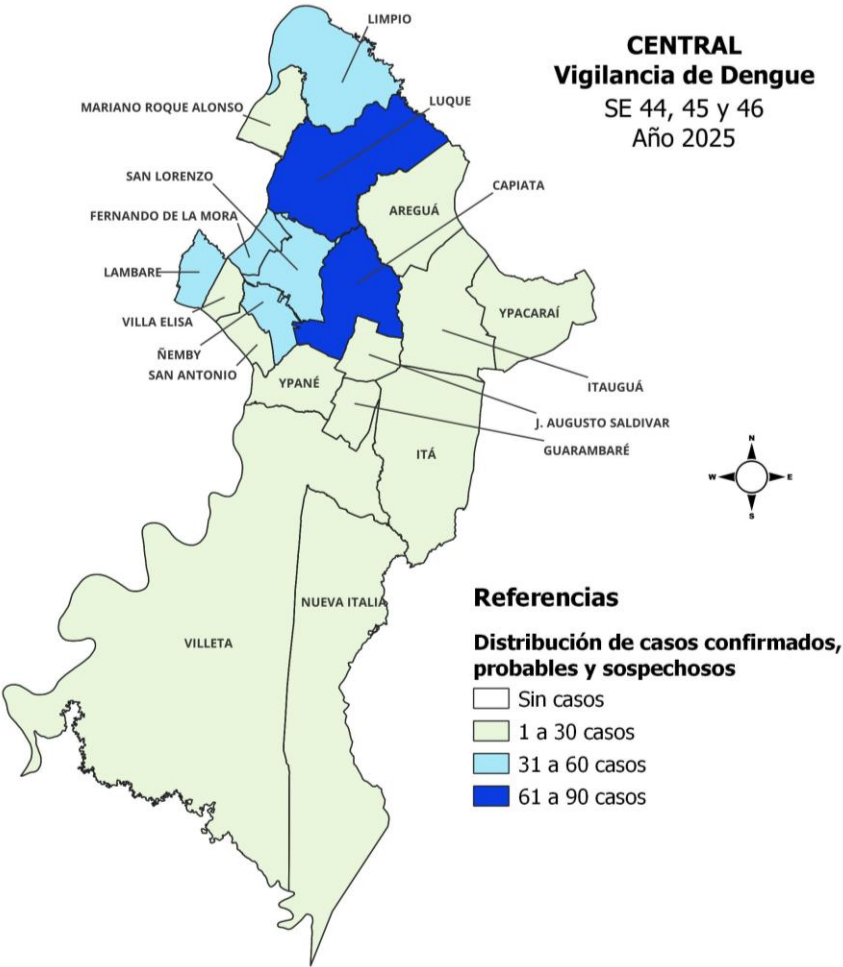 CENTRAL
Vigilancia de Dengue
SE 44, 45 y 46
Año 2025
LIMPIO
MARIANO ROQUE ALONSO
LUQUE
SAN LORENZO
CAPIATA
FERNANDO DE LA MORA
AREGUÁ
LAMBARE
VILLA ELISA
YPACARAÍ
ÑEMBY
SAN ANTONIO
YPANÉ
ITAUGUÁ
J. AUGUSTO SALDIVAR
GUARAMBARÉ
ITÁ
N
W
E
S
NUEVA ITALIA
VILLETA
Referencias
Distribución de casos confirmados,
probables y sospechosos
Sin casos
1 a 30 casos
31 a 60 casos
61 a 90 casos